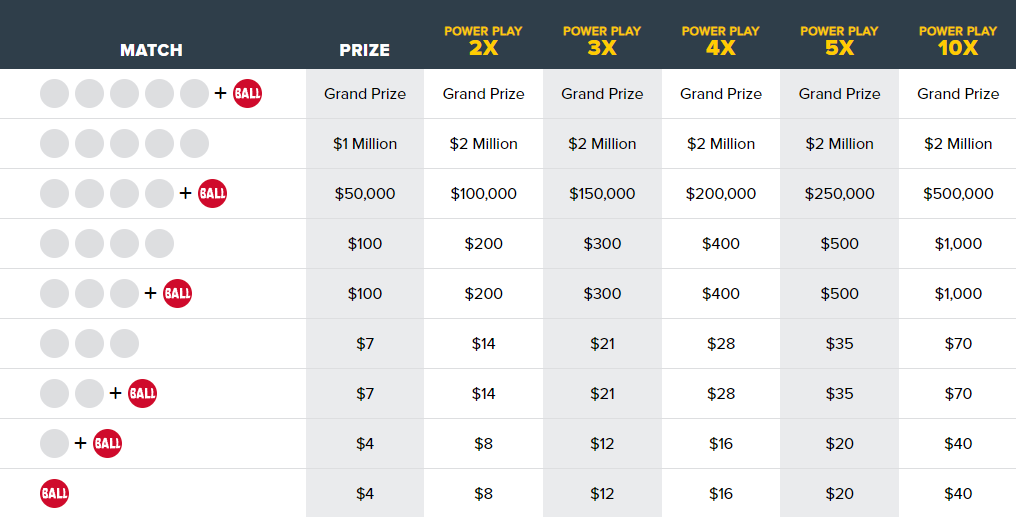 MATCH PRIZE POWER PLAY 2X POWER PLAY 3X POWER PLAY 4X POWER PLAY 5X POWER PLAY 10X
+ BALL Grand Prize Grand Prize Grand Prize Grand Prize Grand Prize Grand Prize
$1 Million $2 Million $2 Million $2 Million $2 Million $2 Million
+ BALL $50,000 $100,000 $150,000 $200,000 $250,000 $500,000
$100 $200 $300 $400 $500 $1,000
+ BALL $100 $200 $300 $400 $500 $1,000
$7 $14 $21 $28 $35 $70
+ BALL $7 $14 $21 $28 $35 $70
+ BALL $4 $8 $12 $16 $20 $40
BALL $4 $8 $12 $16 $20 $40